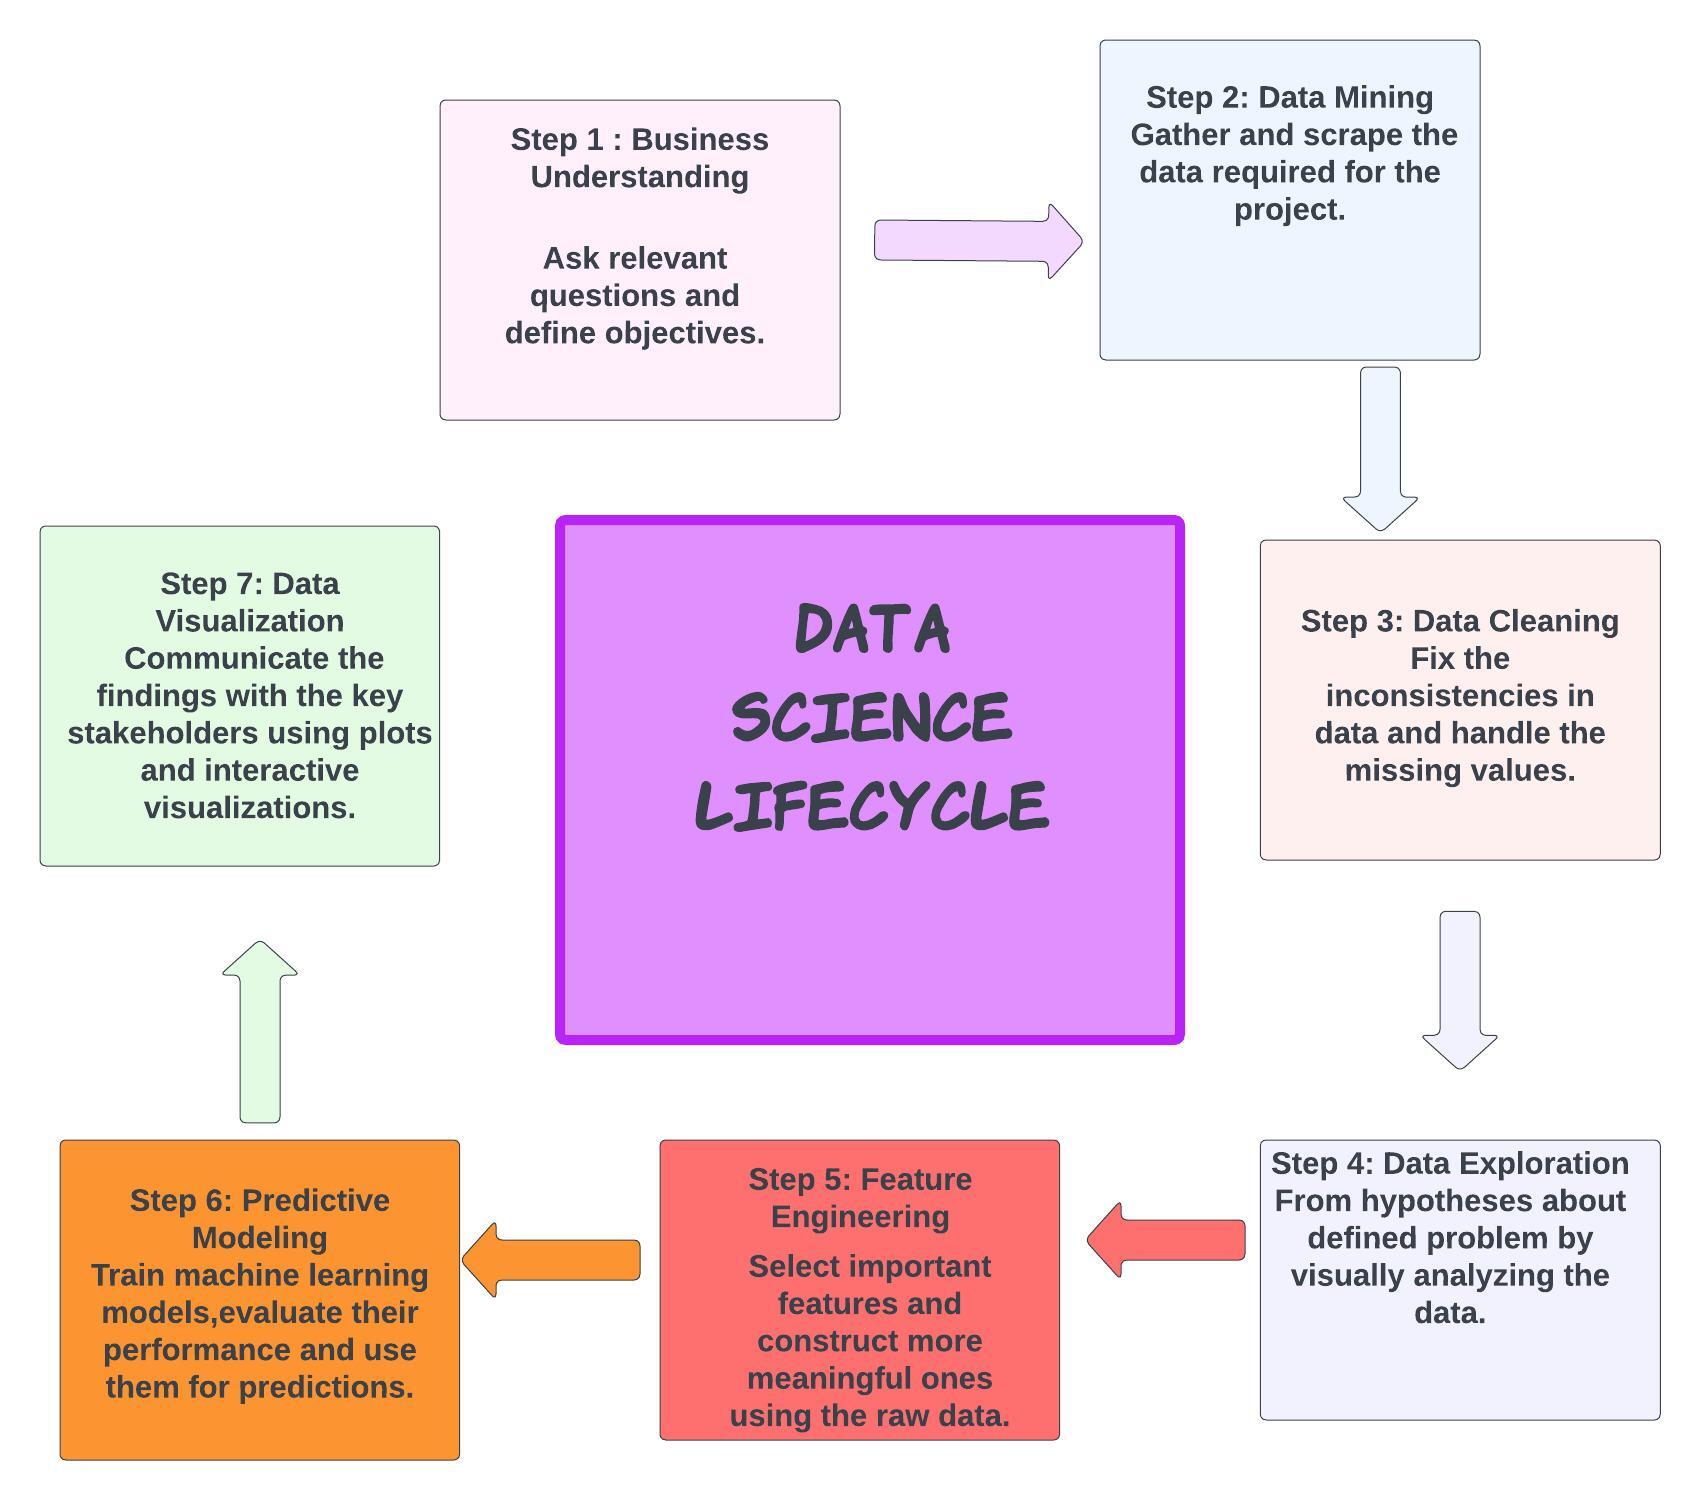 Step 1 : Business
Understanding
Ask relevant
questions and
define objectives.
Step 2: Data Mining
Gather and scrape the
data required for the
project.
Step 3: Data Cleaning
Fix the
inconsistencies in
data and handle the
missing values.
Step 4: Data Exploration
From hypotheses about
defined problem by
visually analyzing the
data.
Step 5: Feature
Engineering
Select important
features and
construct more
meaningful ones
using the raw data.
Step 6: Predictive
Modeling
Train machine learning
models,evaluate their
performance and use
them for predictions.
Step 7: Data
Visualization
Communicate the
findings with the key
stakeholders using plots
and interactive
visualizations.
DATA
SCIENCE
LIFECYCLE